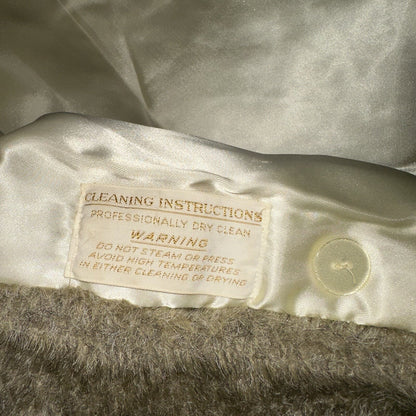 CLEANING INSTRUCTIONS
PROFESSIONALLY DRY CLEAN
WARNING
DO NOT STEAM OR PRESS
AVOID HIGH TEMPERATURES
IN EITHER CLEANING OR DRYING